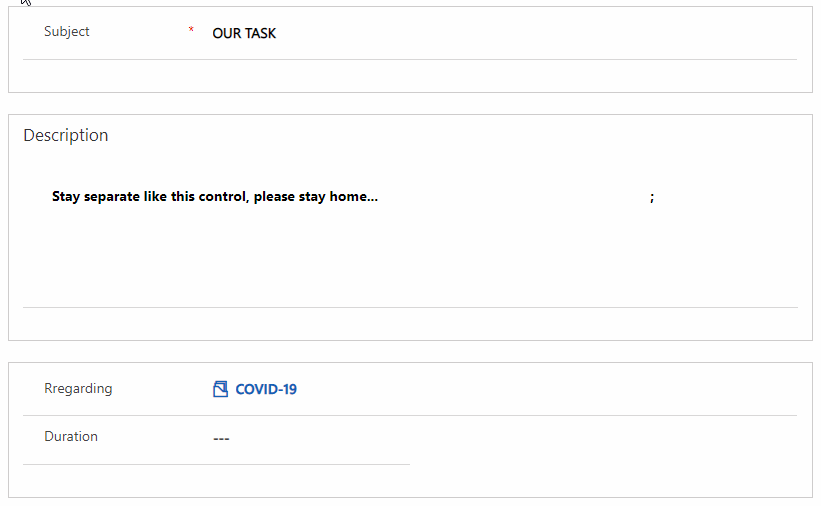 Subject * OUR TASK
Description
Stay separate like this control, please stay home... ;
Rregarding COVID-19
Duration ---